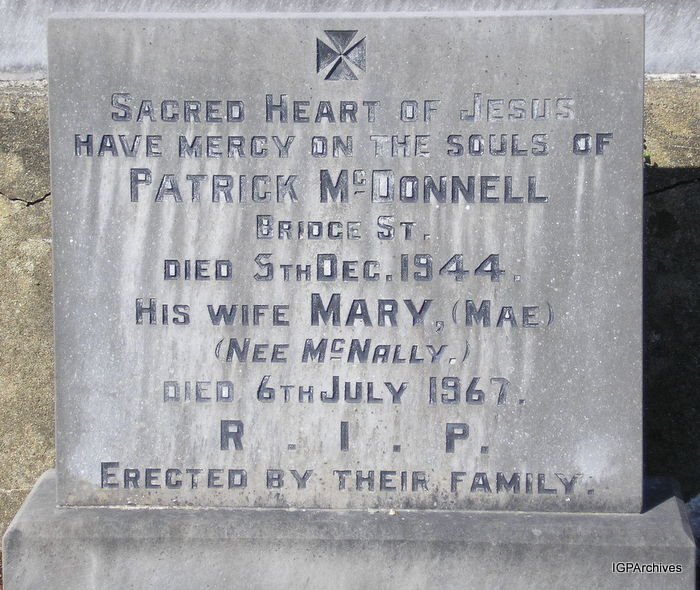 Sacred Heart of Jesus
have mercy on the souls of
Patrick McDonnell
Bridge St.
died 5th Dec. 1944.
His wife Mary, (Mae)
(Nee McNally.)
died 6th July 1967.
R. I. P.
Erected by their family.
IGPArchives